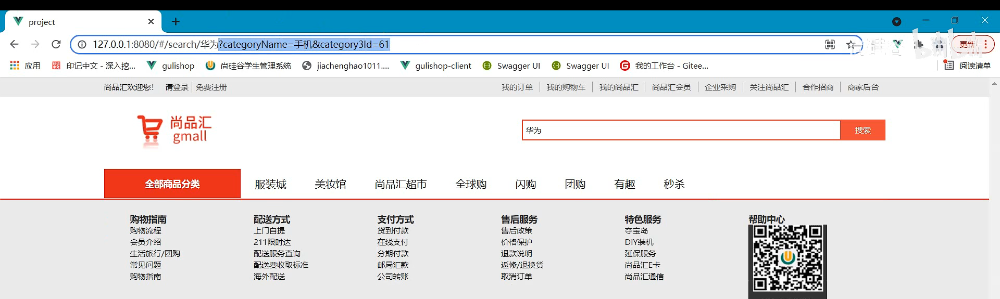 project
127.0.0.1:8080/#/search/华为?categoryName=手机&category3Id=61
更新
应用 印记中文 - 深入挖... gulishop 尚硅谷学生管理系统 jiachenghao1011.... gulishop-client Swagger UI Swagger UI 我的工作台 - Gitee... 阅读清单
尚品汇欢迎您! 请登录 免费注册 我的订单 我的购物车 我的尚品汇 尚品汇会员 企业采购 关注尚品汇 合作招商 商家后台
尚品汇
gmall
华为 搜索
全部商品分类 服装城 美妆馆 尚品汇超市 全球购 闪购 团购 有趣 秒杀
购物指南
购物流程
会员介绍
生活旅行/团购
常见问题
购物指南
配送方式
上门自提
211限时达
配送服务查询
配送费收取标准
海外配送
支付方式
货到付款
在线支付
分期付款
邮局汇款
公司转账
售后服务
售后政策
价格保护
退款说明
返修/退换货
取消订单
特色服务
夺宝岛
DIY装机
延保服务
尚品汇E卡
尚品汇通信
帮助中心